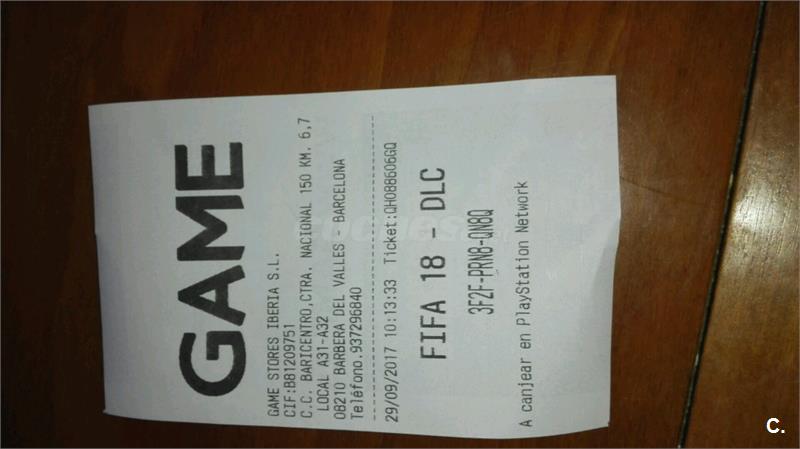 GAME
GAME STORES IBERIA S.L.
CIF:B81209751
C.C. BARICENTRO,CTRA. NACIONAL 150 KM. 6,7
LOCAL A31-A32
08210 BARBERA DEL VALLES - BARCELONA
Teléfono.937296840
29/09/2017 10:13:33 Ticket:QH088606GQ
FIFA 18 - DLC
3F2F-PRN8-QN8Q
A canjear en PlayStation Network
C.